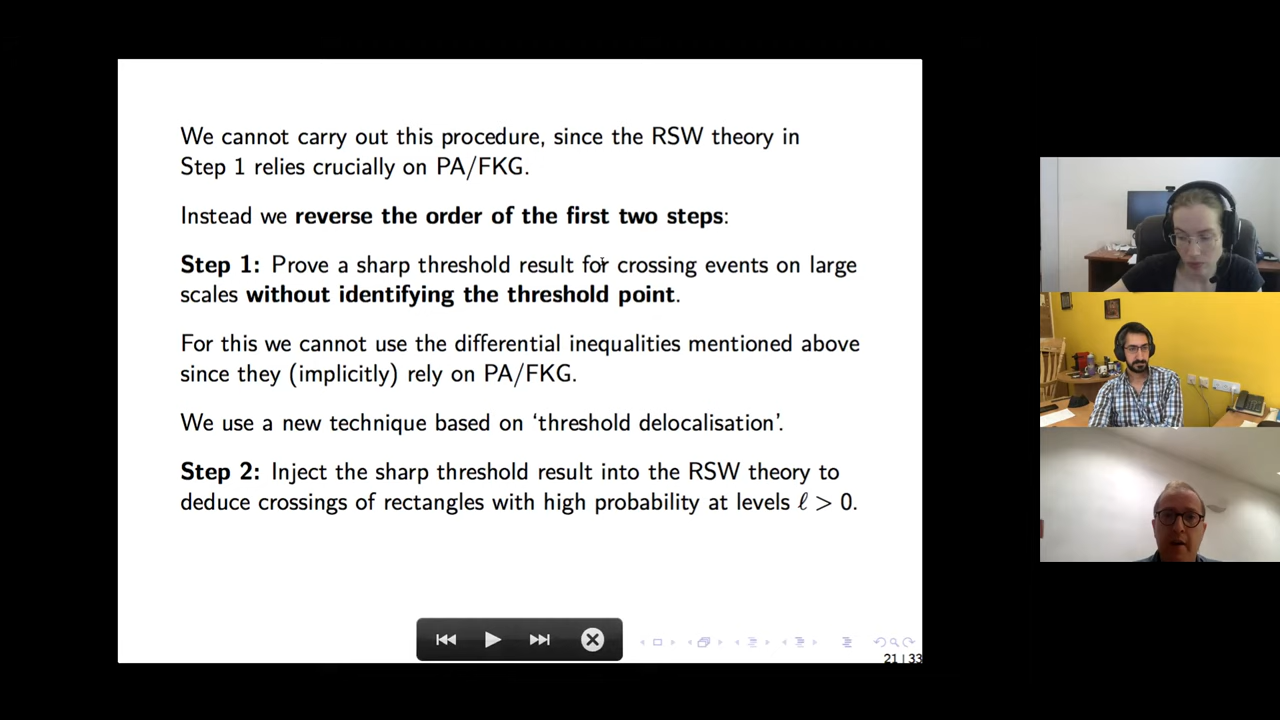 We cannot carry out this procedure, since the RSW theory in
Step 1 relies crucially on PA/FKG.
Instead we reverse the order of the first two steps:
Step 1: Prove a sharp threshold result for crossing events on large
scales without identifying the threshold point.
For this we cannot use the differential inequalities mentioned above
since they (implicitly) rely on PA/FKG.
We use a new technique based on ‘threshold delocalisation’.
Step 2: Inject the sharp threshold result into the RSW theory to
deduce crossings of rectangles with high probability at levels ℓ > 0.
21 | 33